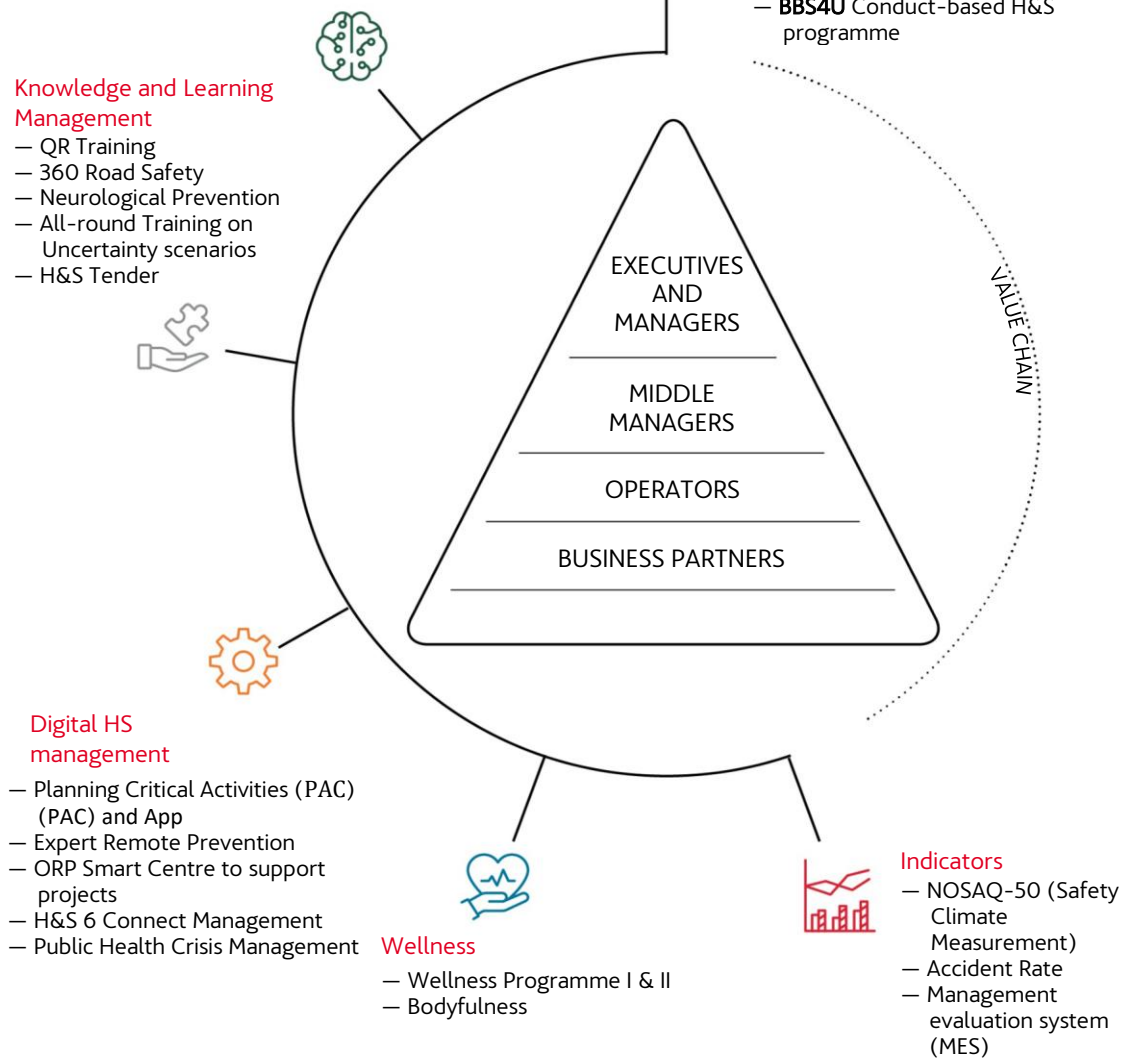 — BBS4U Conduct-based H&S
programme
Knowledge and Learning
Management
— QR Training
— 360 Road Safety
— Neurological Prevention
— All-round Training on
Uncertainty scenarios
— H&S Tender
EXECUTIVES
AND
MANAGERS
MIDDLE
MANAGERS
OPERATORS
BUSINESS PARTNERS
VALUE CHAIN
Digital HS
management
— Planning Critical Activities (PAC)
(PAC) and App
— Expert Remote Prevention
— ORP Smart Centre to support
projects
— H&S 6 Connect Management
— Public Health Crisis Management
Wellness
— Wellness Programme I & II
— Bodyfulness
Indicators
— NOSAQ-50 (Safety
Climate
Measurement)
— Accident Rate
— Management
evaluation system
(MES)